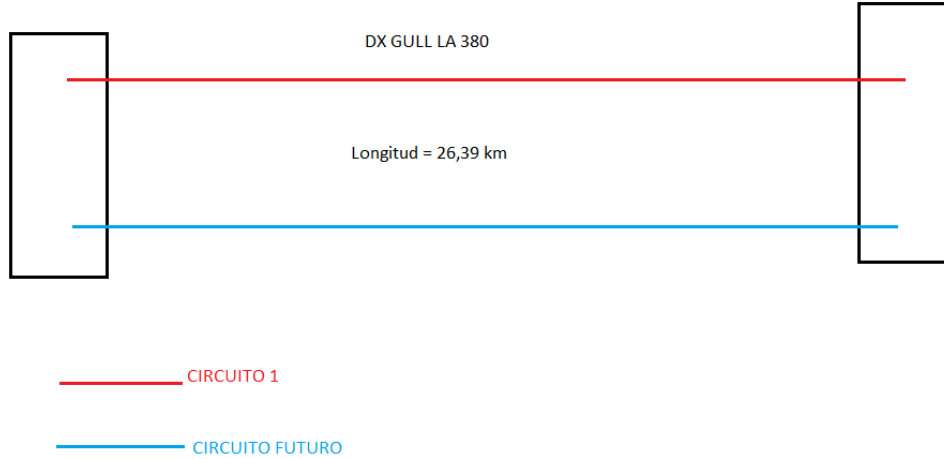 DX GULL LA 380
Longitud = 26,39 km
CIRCUITO 1
CIRCUITO FUTURO